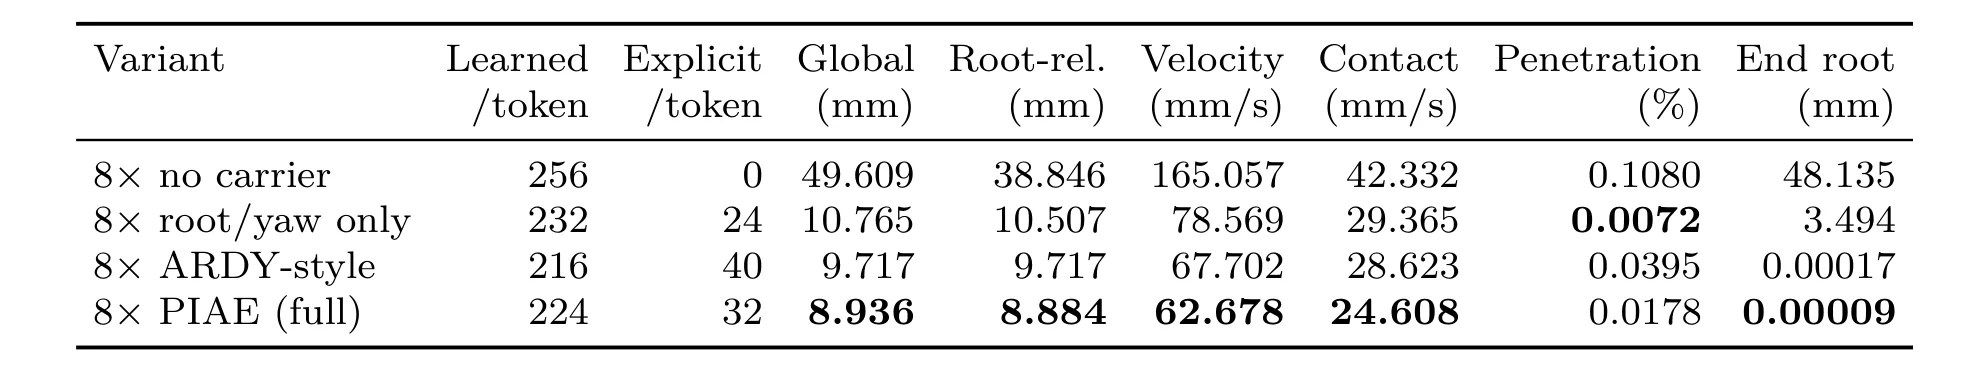 Variant Learned Explicit Global Root-rel. Velocity Contact Penetration End root
/token /token (mm) (mm) (mm/s) (mm/s) (%) (mm)
8× no carrier 256 0 49.609 38.846 165.057 42.332 0.1080 48.135
8× root/yaw only 232 24 10.765 10.507 78.569 29.365 0.0072 3.494
8× ARDY-style 216 40 9.717 9.717 67.702 28.623 0.0395 0.00017
8× PIAE (full) 224 32 8.936 8.884 62.678 24.608 0.0178 0.00009